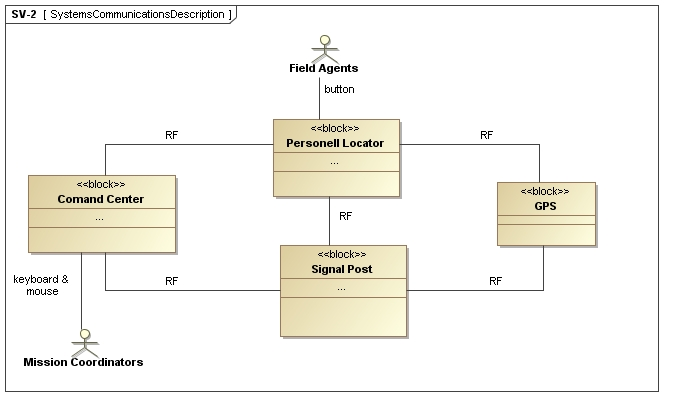 SV-2 [ SystemsCommunicationsDescription ]
Field Agents
button
<<block>>
Personell Locator
...
RF
RF
<<block>>
Comand Center
...
<<block>>
GPS
RF
<<block>>
Signal Post
...
keyboard &
mouse
RF
RF
Mission Coordinators